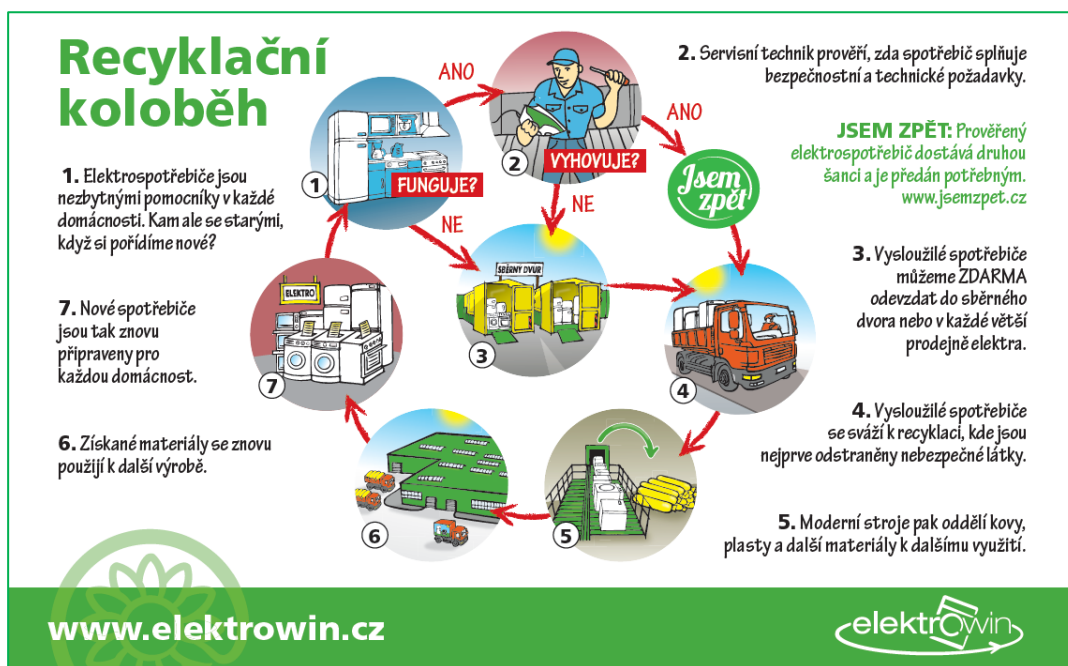 Recyklační
koloběh
1. Elektrospotřebiče jsou
nezbytnými pomocníky v každé
domácnosti. Kam ale se starými,
když si pořídíme nové?
7. Nové spotřebiče
jsou tak znovu
připraveny pro
každou domácnost.
6. Získané materiály se znovu
použijí k další výrobě.
ANO
1
FUNGUJE?
NE
2
VYHOVUJE?
ANO
NE
Jsem
zpět
SBĚRNÝ DVŮR
3
4
ELEKTRO
7
6
5
2. Servisní technik prověří, zda spotřebič splňuje
bezpečnostní a technické požadavky.
JSEM ZPĚT: Prověřený
elektrospotřebič dostává druhou
šanci a je předán potřebným.
www.jsemzpet.cz
3. Vysloužilé spotřebiče
můžeme ZDARMA
odevzdat do sběrného
dvora nebo v každé větší
prodejně elektra.
4. Vysloužilé spotřebiče
se sváží k recyklaci, kde jsou
nejprve odstraněny nebezpečné látky.
5. Moderní stroje pak oddělí kovy,
plasty a další materiály k dalšímu využití.
www.elektrowin.cz
elektrowin